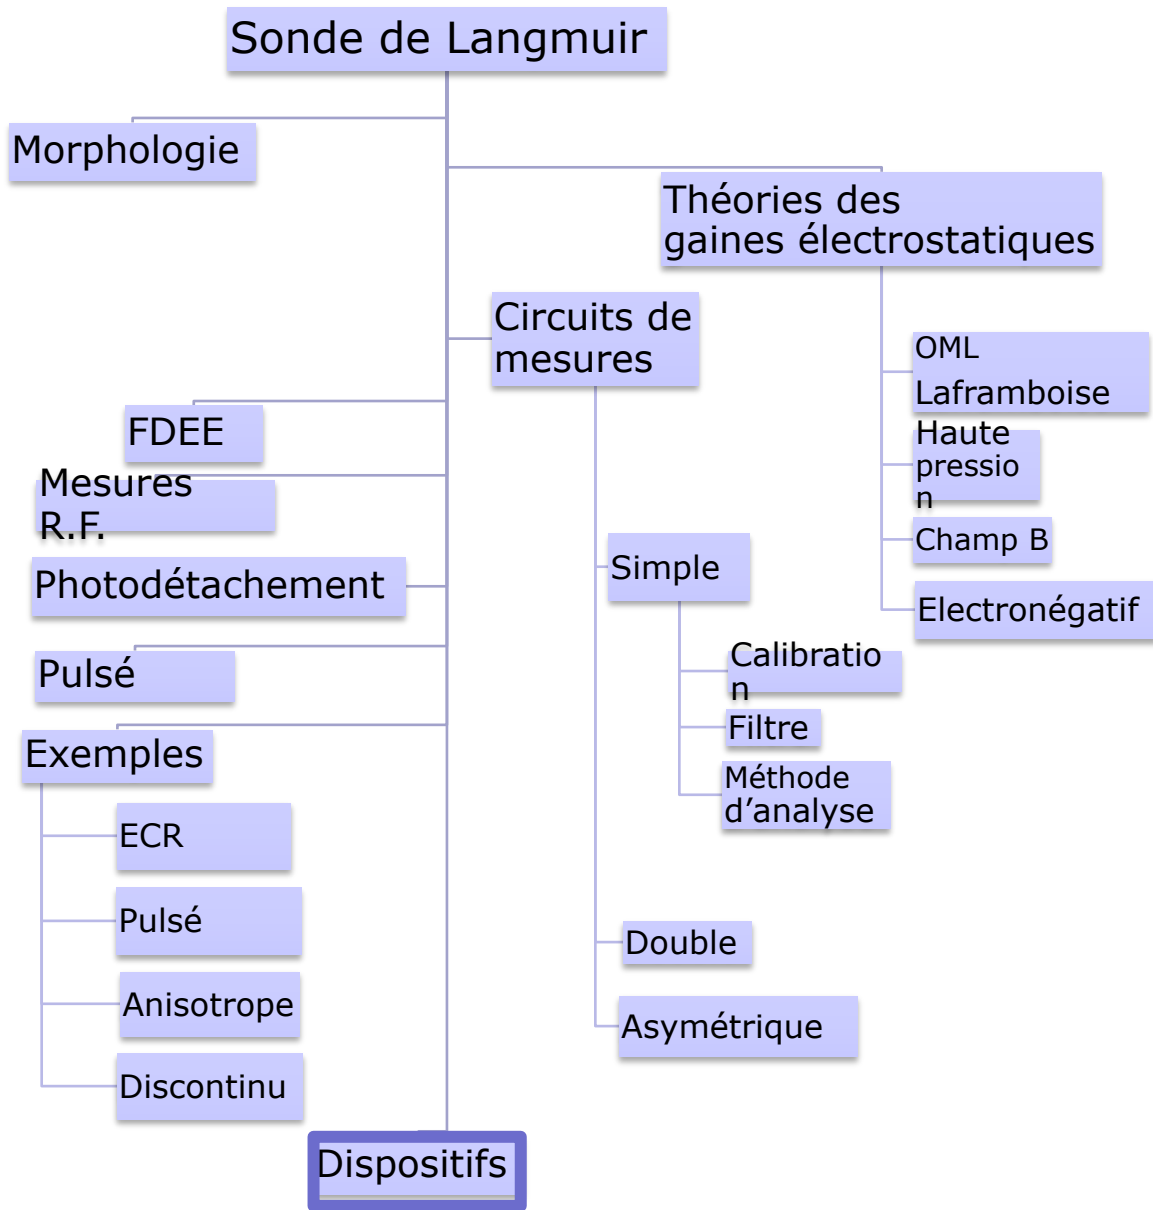 Sonde de Langmuir
Morphologie
Théories des
gaines électrostatiques
OML
Laframboise
Haute
pressio
n
Champ B
Electronégatif
Circuits de
mesures
Simple
Calibratio
n
Filtre
Méthode
d’analyse
Double
Asymétrique
FDEE
Mesures
R.F.
Photodétachement
Pulsé
Exemples
ECR
Pulsé
Anisotrope
Discontinu
Dispositifs